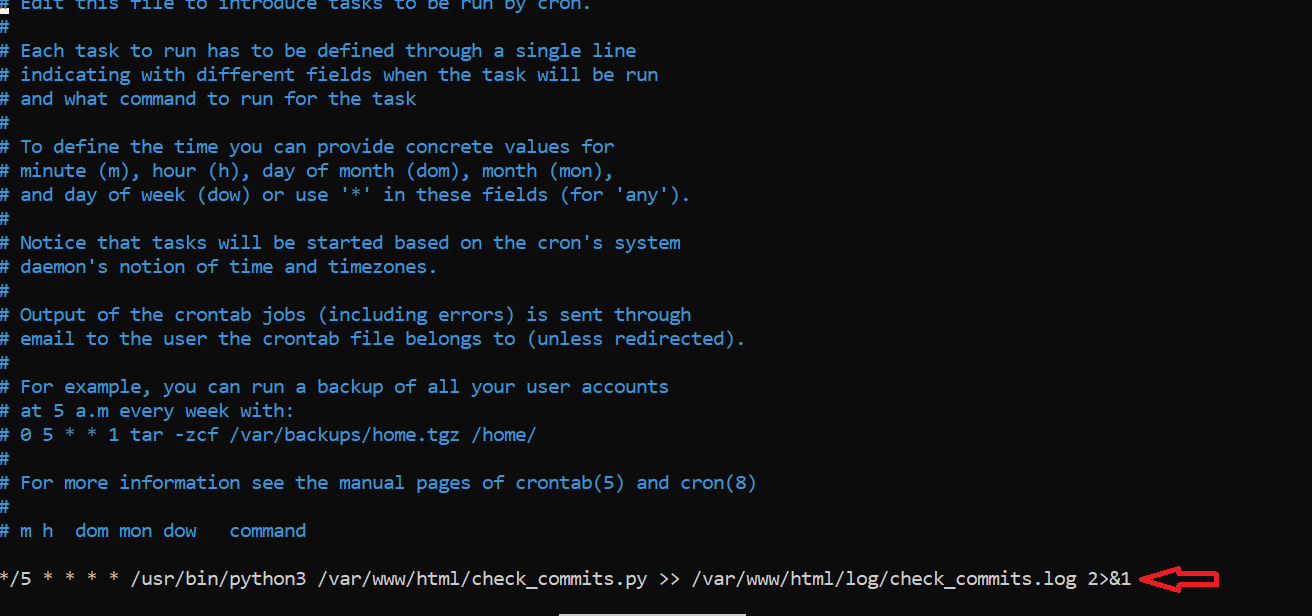 # Edit this file to introduce tasks to be run by cron.
#
# Each task to run has to be defined through a single line
# indicating with different fields when the task will be run
# and what command to run for the task
#
# To define the time you can provide concrete values for
# minute (m), hour (h), day of month (dom), month (mon),
# and day of week (dow) or use '*' in these fields (for 'any').
#
# Notice that tasks will be started based on the cron's system
# daemon's notion of time and timezones.
#
# Output of the crontab jobs (including errors) is sent through
# email to the user the crontab file belongs to (unless redirected).
#
# For example, you can run a backup of all your user accounts
# at 5 a.m every week with:
# 0 5 * * 1 tar -zcf /var/backups/home.tgz /home/
#
# For more information see the manual pages of crontab(5) and cron(8)
#
# m h  dom mon dow   command
*/5 * * * * /usr/bin/python3 /var/www/html/check_commits.py >> /var/www/html/log/check_commits.log 2>&1